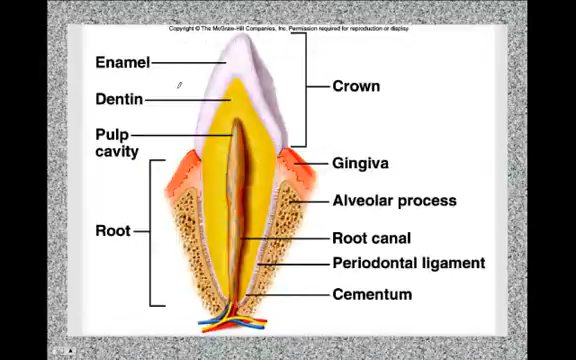 Copyright © The McGraw-Hill Companies, Inc. Permission required for reproduction or display
Enamel
Crown
Dentin
Pulp
cavity
Gingiva
Alveolar process
Root
Root canal
Periodontal ligament
Cementum